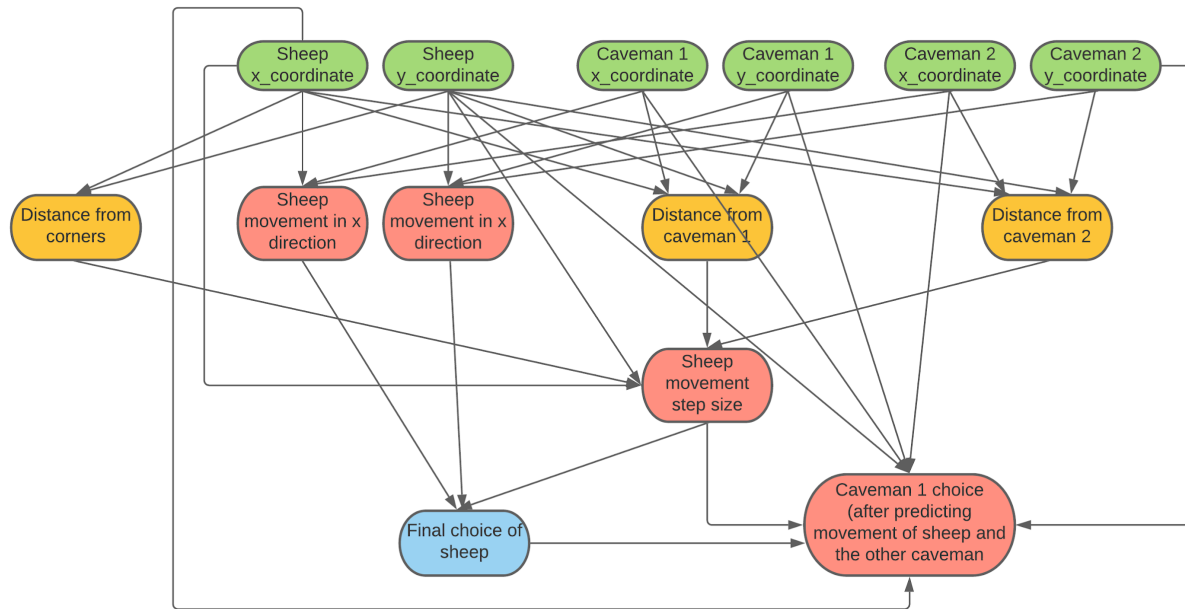 Sheep
x_coordinate
Sheep
y_coordinate
Caveman 1
x_coordinate
Caveman 1
y_coordinate
Caveman 2
x_coordinate
Caveman 2
y_coordinate
Distance from
corners
Sheep
movement in x
direction
Sheep
movement in x
direction
Distance from
caveman 1
Distance from
caveman 2
Sheep
movement
step size
Final choice of
sheep
Caveman 1 choice
(after predicting
movement of sheep and
the other caveman